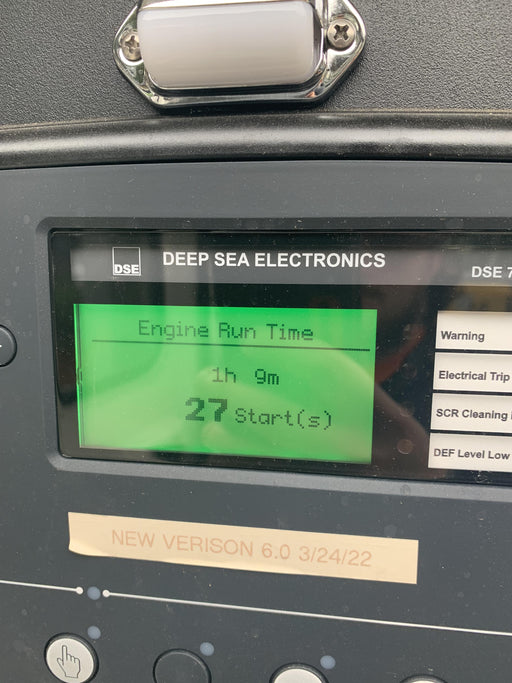 DSE
DEEP SEA ELECTRONICS
DSE 7
Engine Run Time
1h 9m
27 Start(s)
Warning
Electrical Trip
SCR Cleaning
DEF Level Low
NEW VERISON 6.0 3/24/22